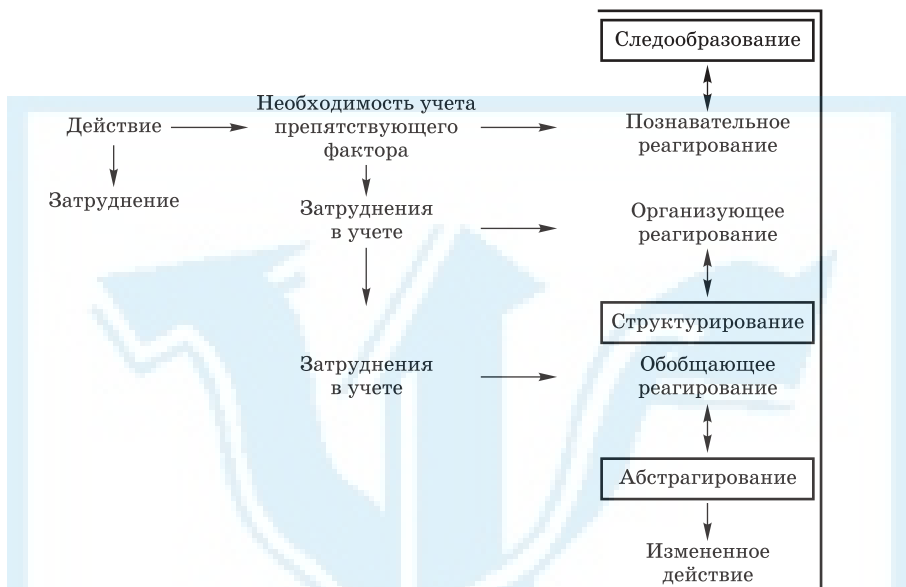 Следообразование
Действие
Необходимость учета
препятствующего
фактора
Познавательное
реагирование
Затруднение
Затруднения
в учете
Организующее
реагирование
Структурирование
Затруднения
в учете
Обобщающее
реагирование
Абстрагирование
Измененное
действие